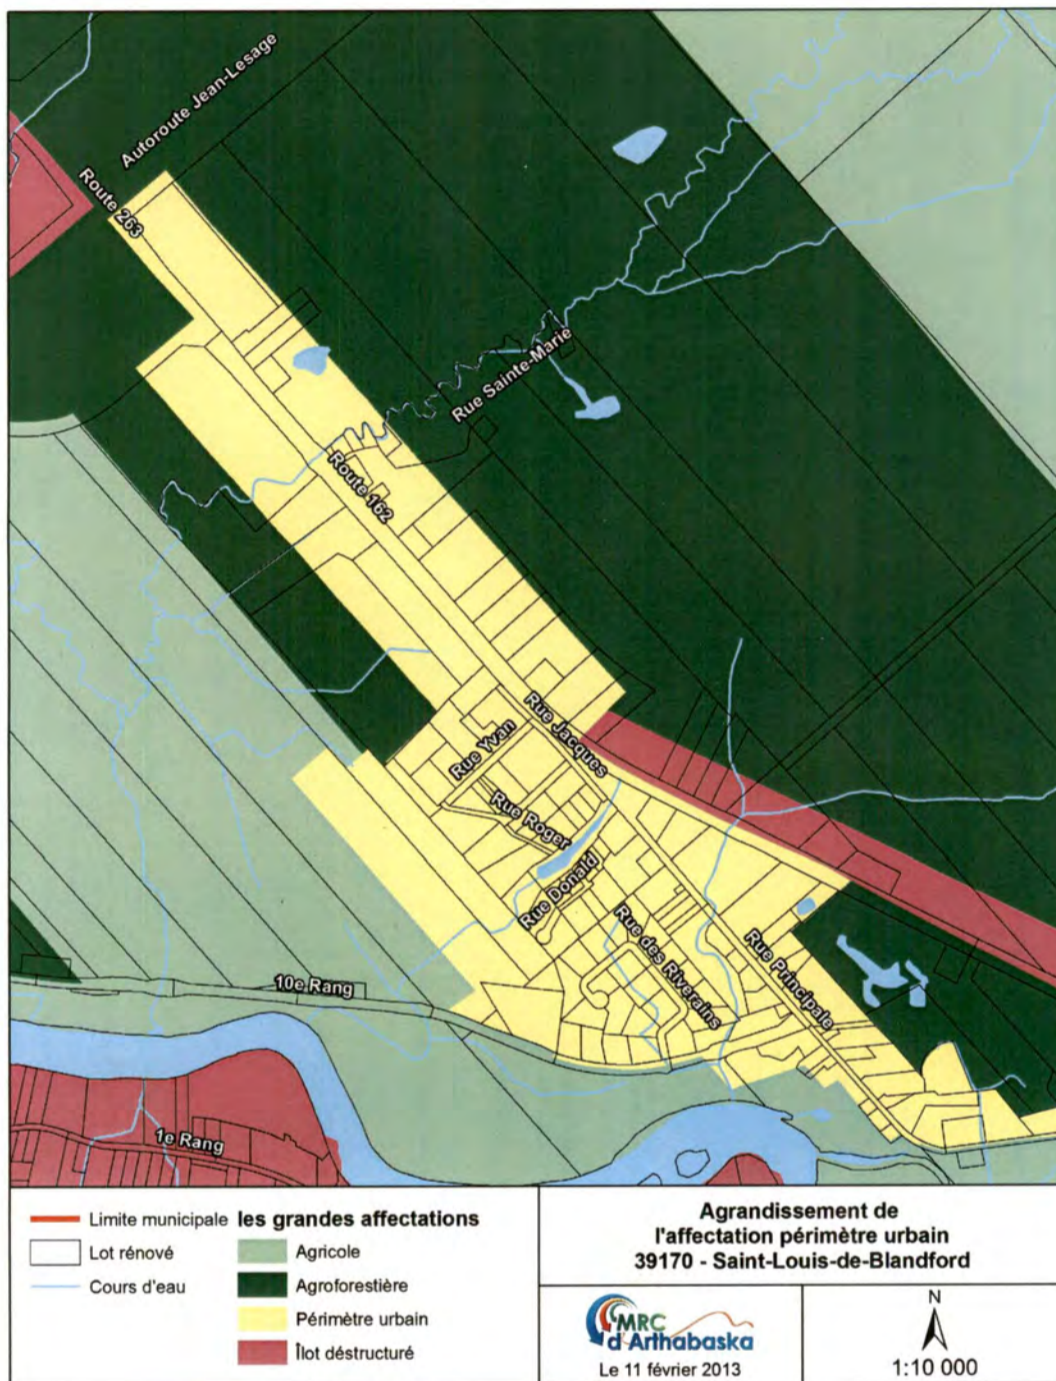 Autoroute Jean-Lesage
Route 263
Rue Sainte-Marie
Route 162
Rue Jacques
Rue Yvan
Rue Roger
Rue Donald
Rue des Riverains
Rue Principale
10e Rang
1e Rang
Limite municipale
Lot rénové
Cours d'eau
les grandes affectations
Agricole
Agroforestière
Périmètre urbain
Îlot déstructuré
Agrandissement de
l'affectation périmètre urbain
39170 - Saint-Louis-de-Blandford
MRC
d'Arthabaska
Le 11 février 2013
N
1:10 000